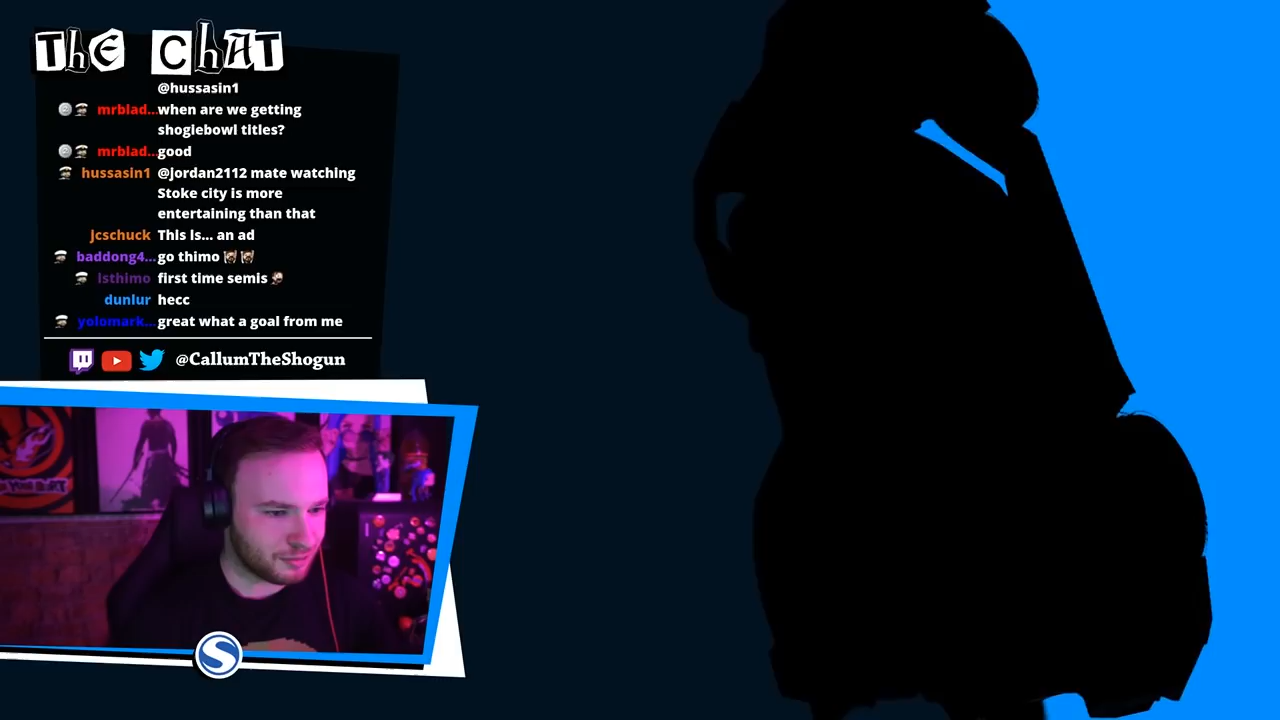 THE CHAT
@hussasin1
mrblad... when are we getting
shoglebowl titles?
mrblad... good
hussasin1 @jordan2112 mate watching
Stoke city is more
entertaining than that
jcschuck This is... an ad
baddong4... go thimo
lsthimo first time semis
dunlur hecc
yolomark... great what a goal from me
@CallumTheShogun
S